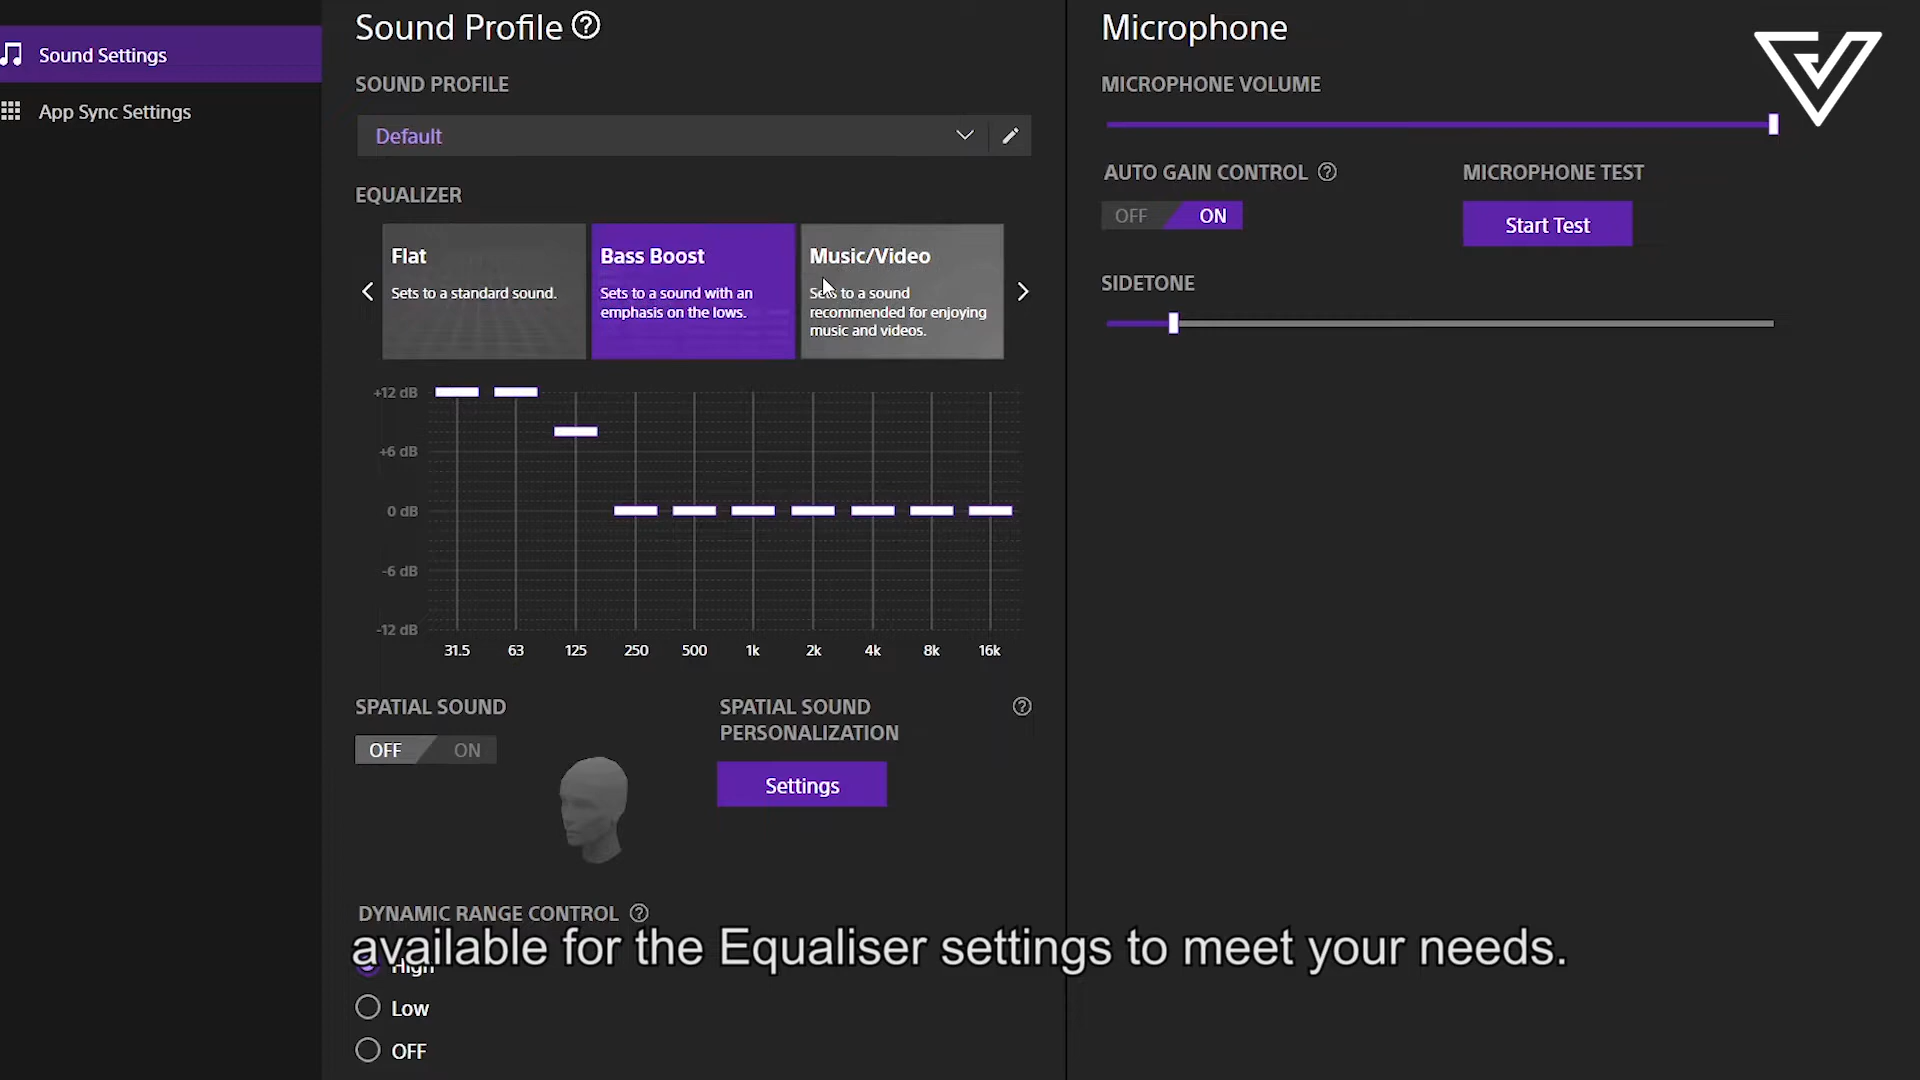 Sound Settings
App Sync Settings
Sound Profile ?
SOUND PROFILE
Default
EQUALIZER
Flat
Sets to a standard sound.
Bass Boost
Sets to a sound with an
emphasis on the lows.
Music/Video
Sets to a sound
recommended for enjoying
music and videos.
+12 dB
+6 dB
0 dB
-6 dB
-12 dB
31.5 63 125 250 500 1k 2k 4k 8k 16k
SPATIAL SOUND
OFF ON
SPATIAL SOUND
PERSONALIZATION ?
Settings
DYNAMIC RANGE CONTROL ?
High
Low
OFF
Microphone
MICROPHONE VOLUME
AUTO GAIN CONTROL ?
OFF ON
MICROPHONE TEST
Start Test
SIDETONE
available for the Equaliser settings to meet your needs.